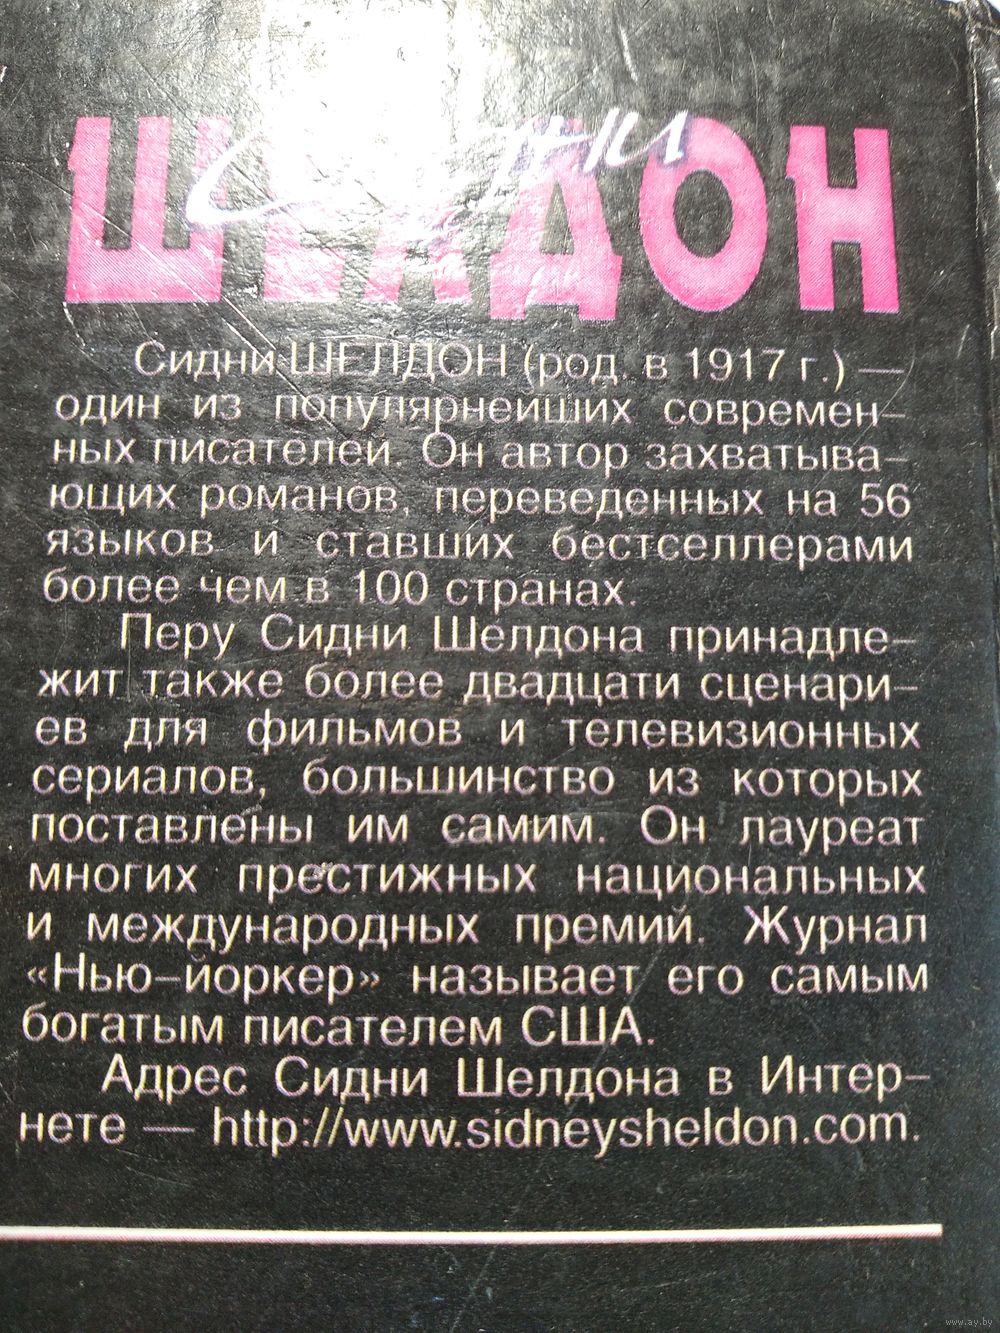 Сидни
ШЕЛДОН
Сидни ШЕЛДОН (род. в 1917 г.) —
один из популярнейших современ-
ных писателей. Он автор захватыва-
ющих романов, переведенных на 56
языков и ставших бестселлерами
более чем в 100 странах.
Перу Сидни Шелдона принадле-
жит также более двадцати сценари-
ев для фильмов и телевизионных
сериалов, большинство из которых
поставлены им самим. Он лауреат
многих престижных национальных
и международных премий. Журнал
«Нью-йоркер» называет его самым
богатым писателем США.
Адрес Сидни Шелдона в Интер-
нете — http://www.sidneysheldon.com.
www.ay.by